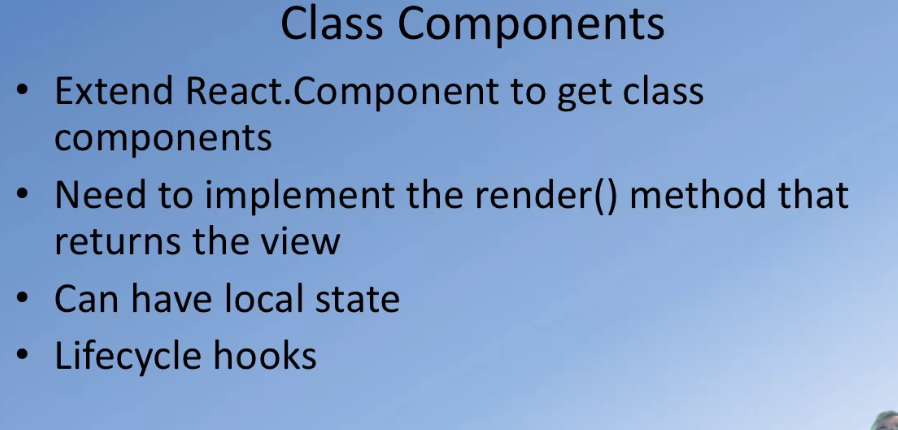 Class Components
• Extend React.Component to get class
components
• Need to implement the render() method that
returns the view
• Can have local state
• Lifecycle hooks